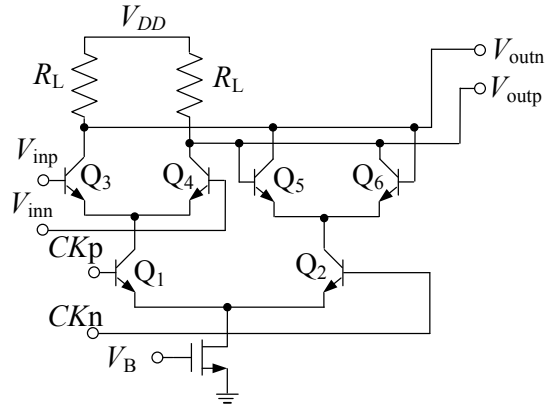 V_DD
R_L
R_L
V_outn
V_outp
V_inp
Q_3
Q_4
Q_5
Q_6
V_inn
CKp
Q_1
Q_2
CKn
V_B